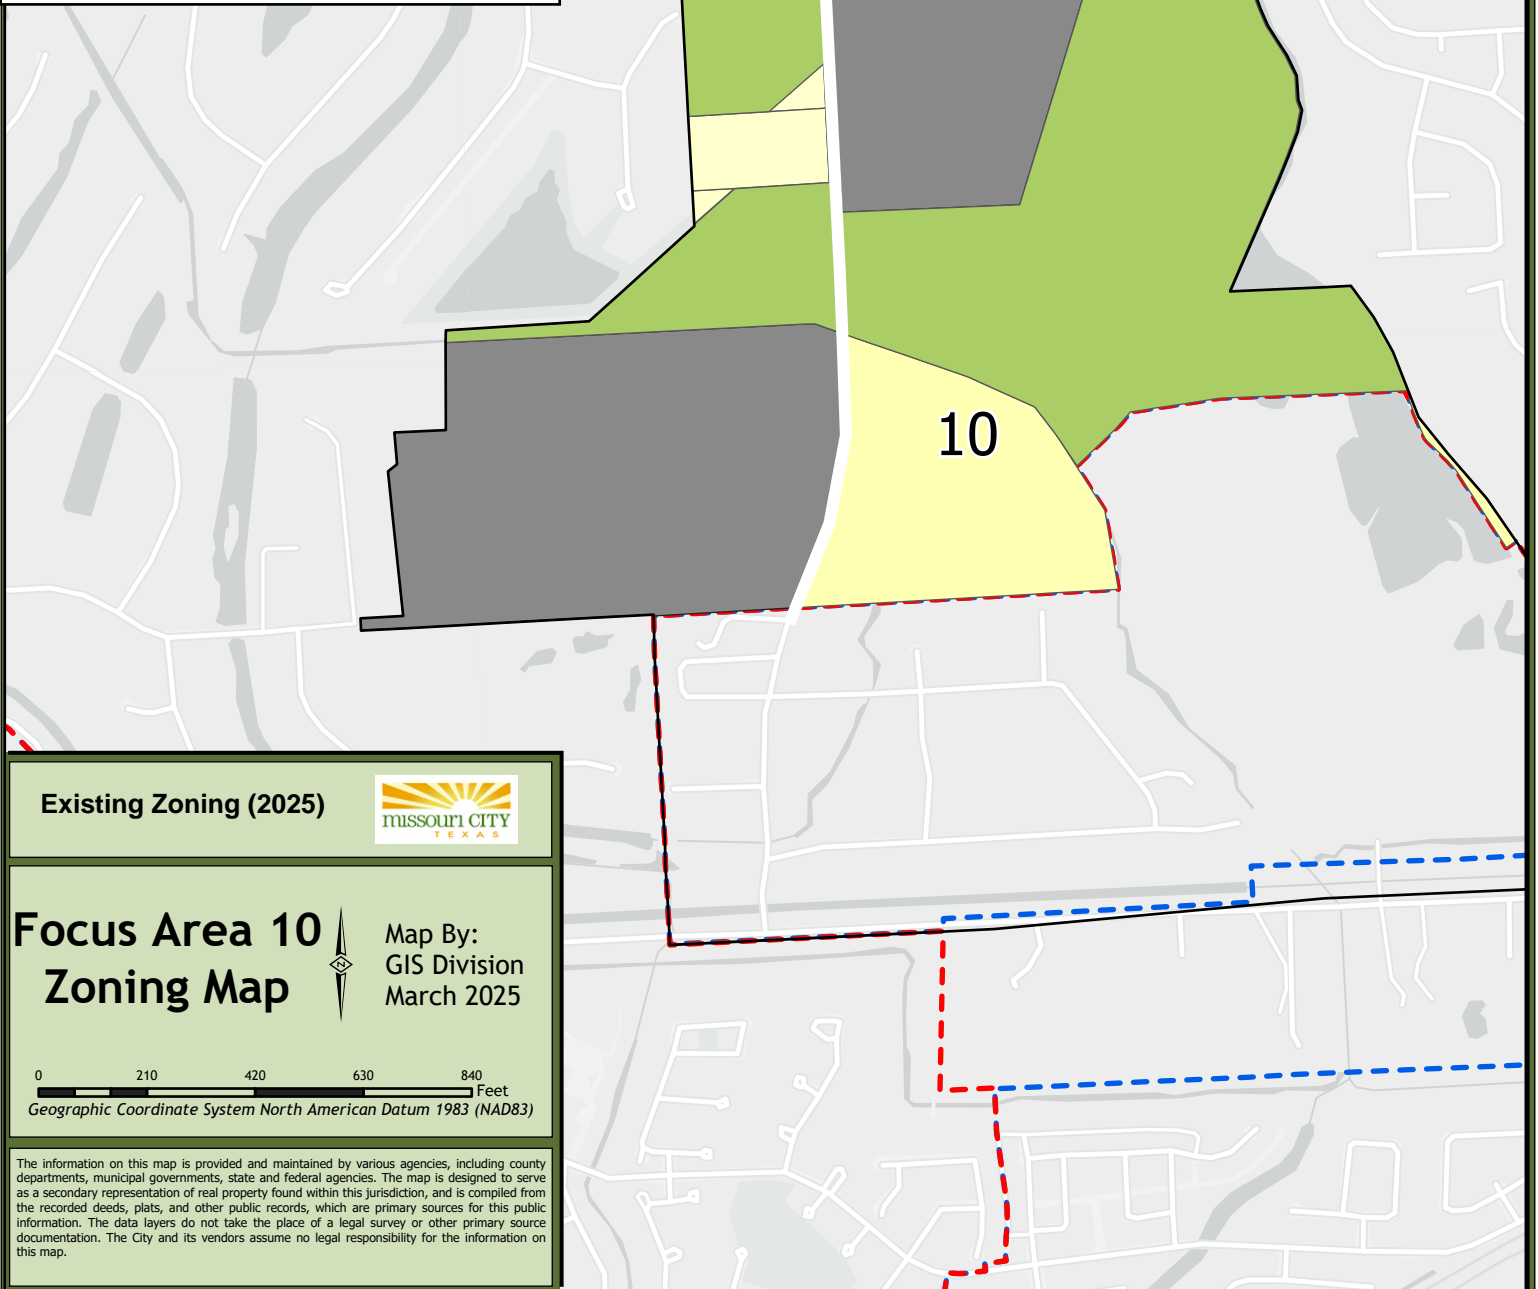 10
Existing Zoning (2025)
missouri CITY
TEXAS
Focus Area 10
Zoning Map
N
Map By:
GIS Division
March 2025
0 210 420 630 840
Feet
Geographic Coordinate System North American Datum 1983 (NAD83)
The information on this map is provided and maintained by various agencies, including county
departments, municipal governments, state and federal agencies. The map is designed to serve
as a secondary representation of real property found within this jurisdiction, and is compiled from
the recorded deeds, plats, and other public records, which are primary sources for this public
information. The data layers do not take the place of a legal survey or other primary source
documentation. The City and its vendors assume no legal responsibility for the information on
this map.